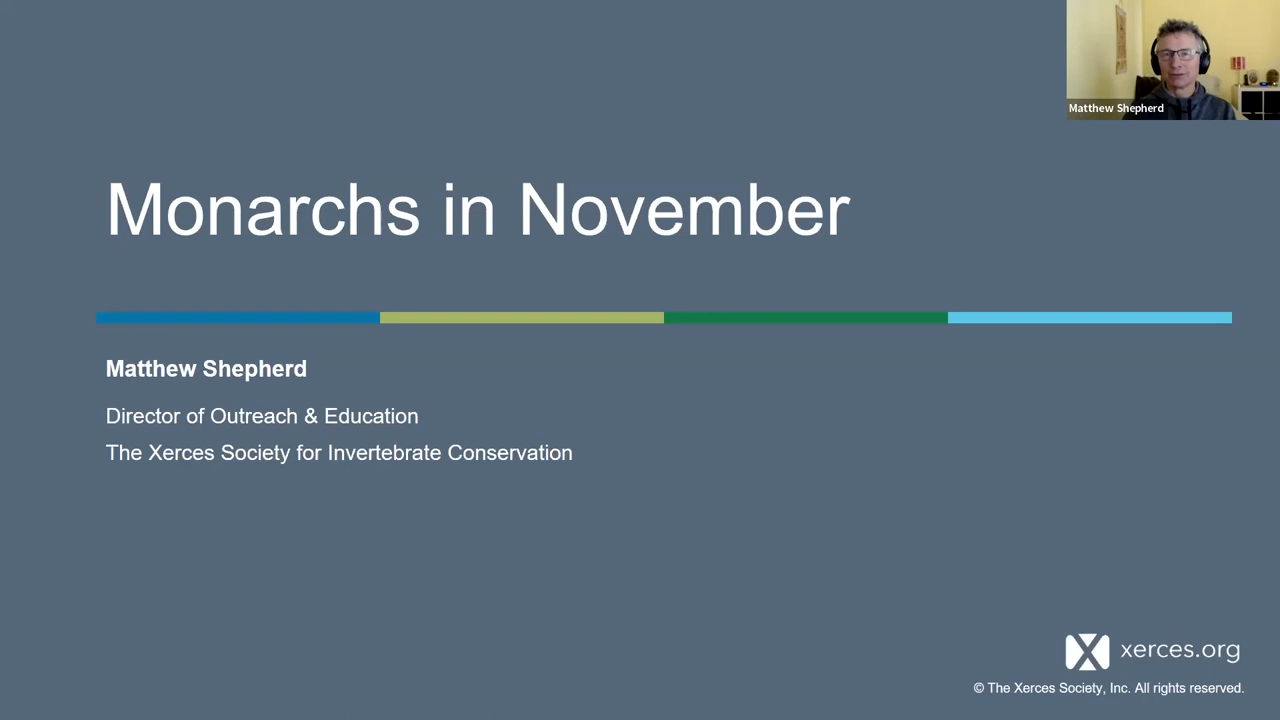 Matthew Shepherd
Monarchs in November
Matthew Shepherd
Director of Outreach & Education
The Xerces Society for Invertebrate Conservation
xerces.org
© The Xerces Society, Inc. All rights reserved.